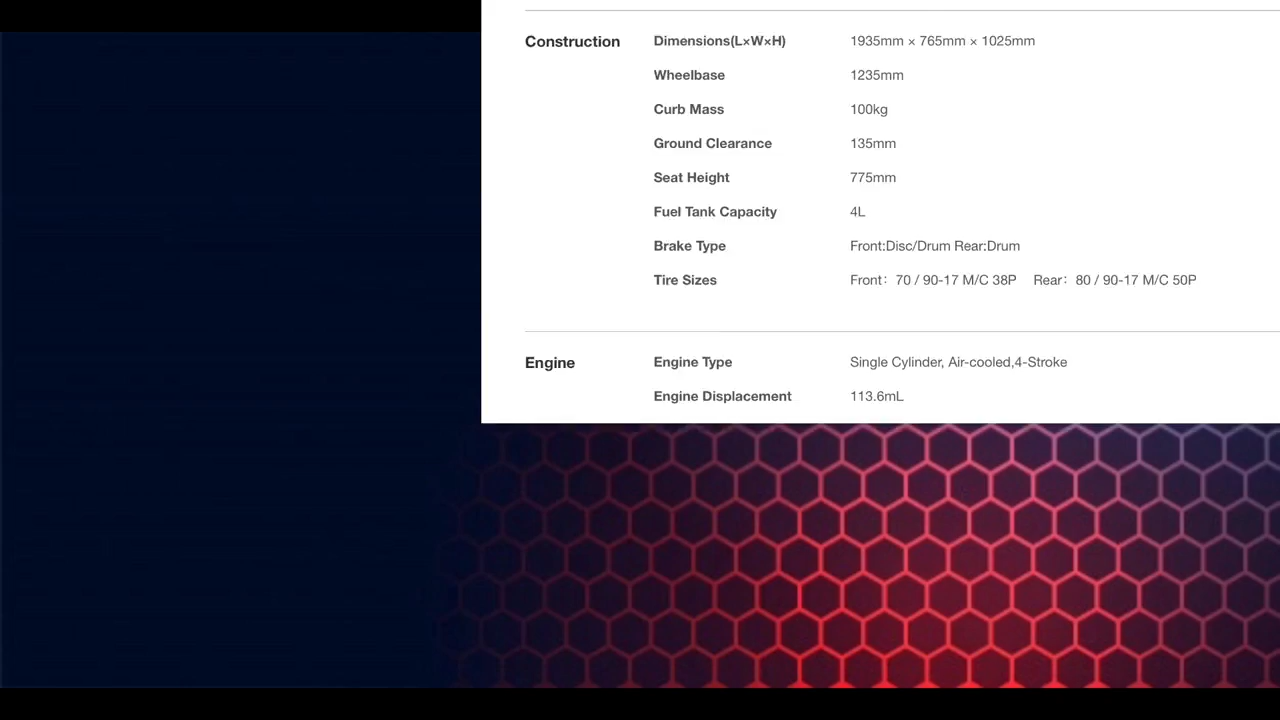 Construction Dimensions(L×W×H) 1935mm × 765mm × 1025mm
Wheelbase 1235mm
Curb Mass 100kg
Ground Clearance 135mm
Seat Height 775mm
Fuel Tank Capacity 4L
Brake Type Front:Disc/Drum Rear:Drum
Tire Sizes Front：70 / 90-17 M/C 38P Rear：80 / 90-17 M/C 50P
Engine Engine Type Single Cylinder, Air-cooled,4-Stroke
Engine Displacement 113.6mL